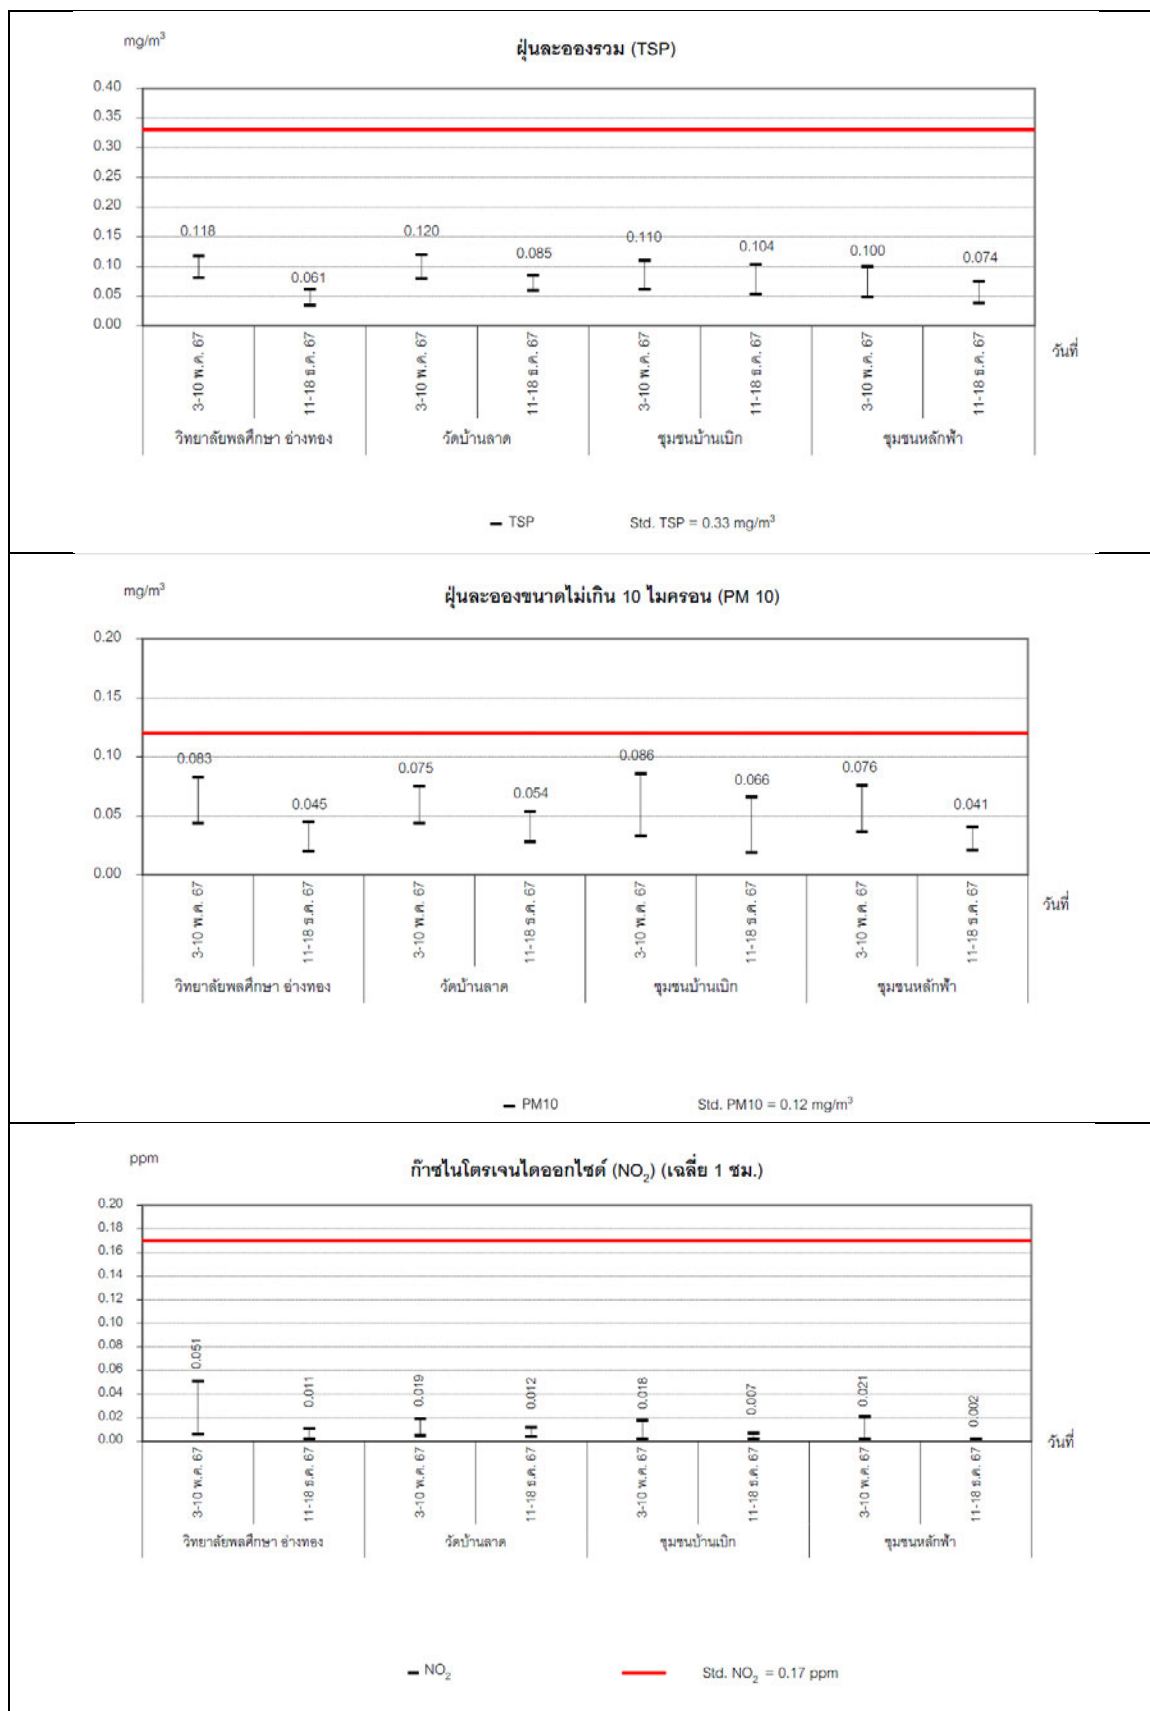 mg/m³
ฝุ่นละอองรวม (TSP)
0.40
0.35
0.30
0.25
0.20
0.15
0.10
0.05
0.00
0.118
0.061
0.120
0.085
0.110
0.104
0.100
0.074
3-10 พ.ค. 67
11-18 ธ.ค. 67
3-10 พ.ค. 67
11-18 ธ.ค. 67
3-10 พ.ค. 67
11-18 ธ.ค. 67
3-10 พ.ค. 67
11-18 ธ.ค. 67
วันที่
วิทยาลัยพลศึกษา อ่างทอง
วัดบ้านลาด
ชุมชนบ้านเบิก
ชุมชนหลักฟ้า
TSP
Std. TSP = 0.33 mg/m³
mg/m³
ฝุ่นละอองขนาดไม่เกิน 10 ไมครอน (PM 10)
0.20
0.15
0.10
0.05
0.00
0.083
0.045
0.075
0.054
0.086
0.066
0.076
0.041
3-10 พ.ค. 67
11-18 ธ.ค. 67
3-10 พ.ค. 67
11-18 ธ.ค. 67
3-10 พ.ค. 67
11-18 ธ.ค. 67
3-10 พ.ค. 67
11-18 ธ.ค. 67
วันที่
วิทยาลัยพลศึกษา อ่างทอง
วัดบ้านลาด
ชุมชนบ้านเบิก
ชุมชนหลักฟ้า
PM10
Std. PM10 = 0.12 mg/m³
ppm
ก๊าซไนโตรเจนไดออกไซด์ (NO₂) (เฉลี่ย 1 ชม.)
0.20
0.18
0.16
0.14
0.12
0.10
0.08
0.06
0.04
0.02
0.00
0.051
0.011
0.019
0.012
0.018
0.007
0.021
0.002
3-10 พ.ค. 67
11-18 ธ.ค. 67
3-10 พ.ค. 67
11-18 ธ.ค. 67
3-10 พ.ค. 67
11-18 ธ.ค. 67
3-10 พ.ค. 67
11-18 ธ.ค. 67
วันที่
วิทยาลัยพลศึกษา อ่างทอง
วัดบ้านลาด
ชุมชนบ้านเบิก
ชุมชนหลักฟ้า
NO₂
Std. NO₂ = 0.17 ppm